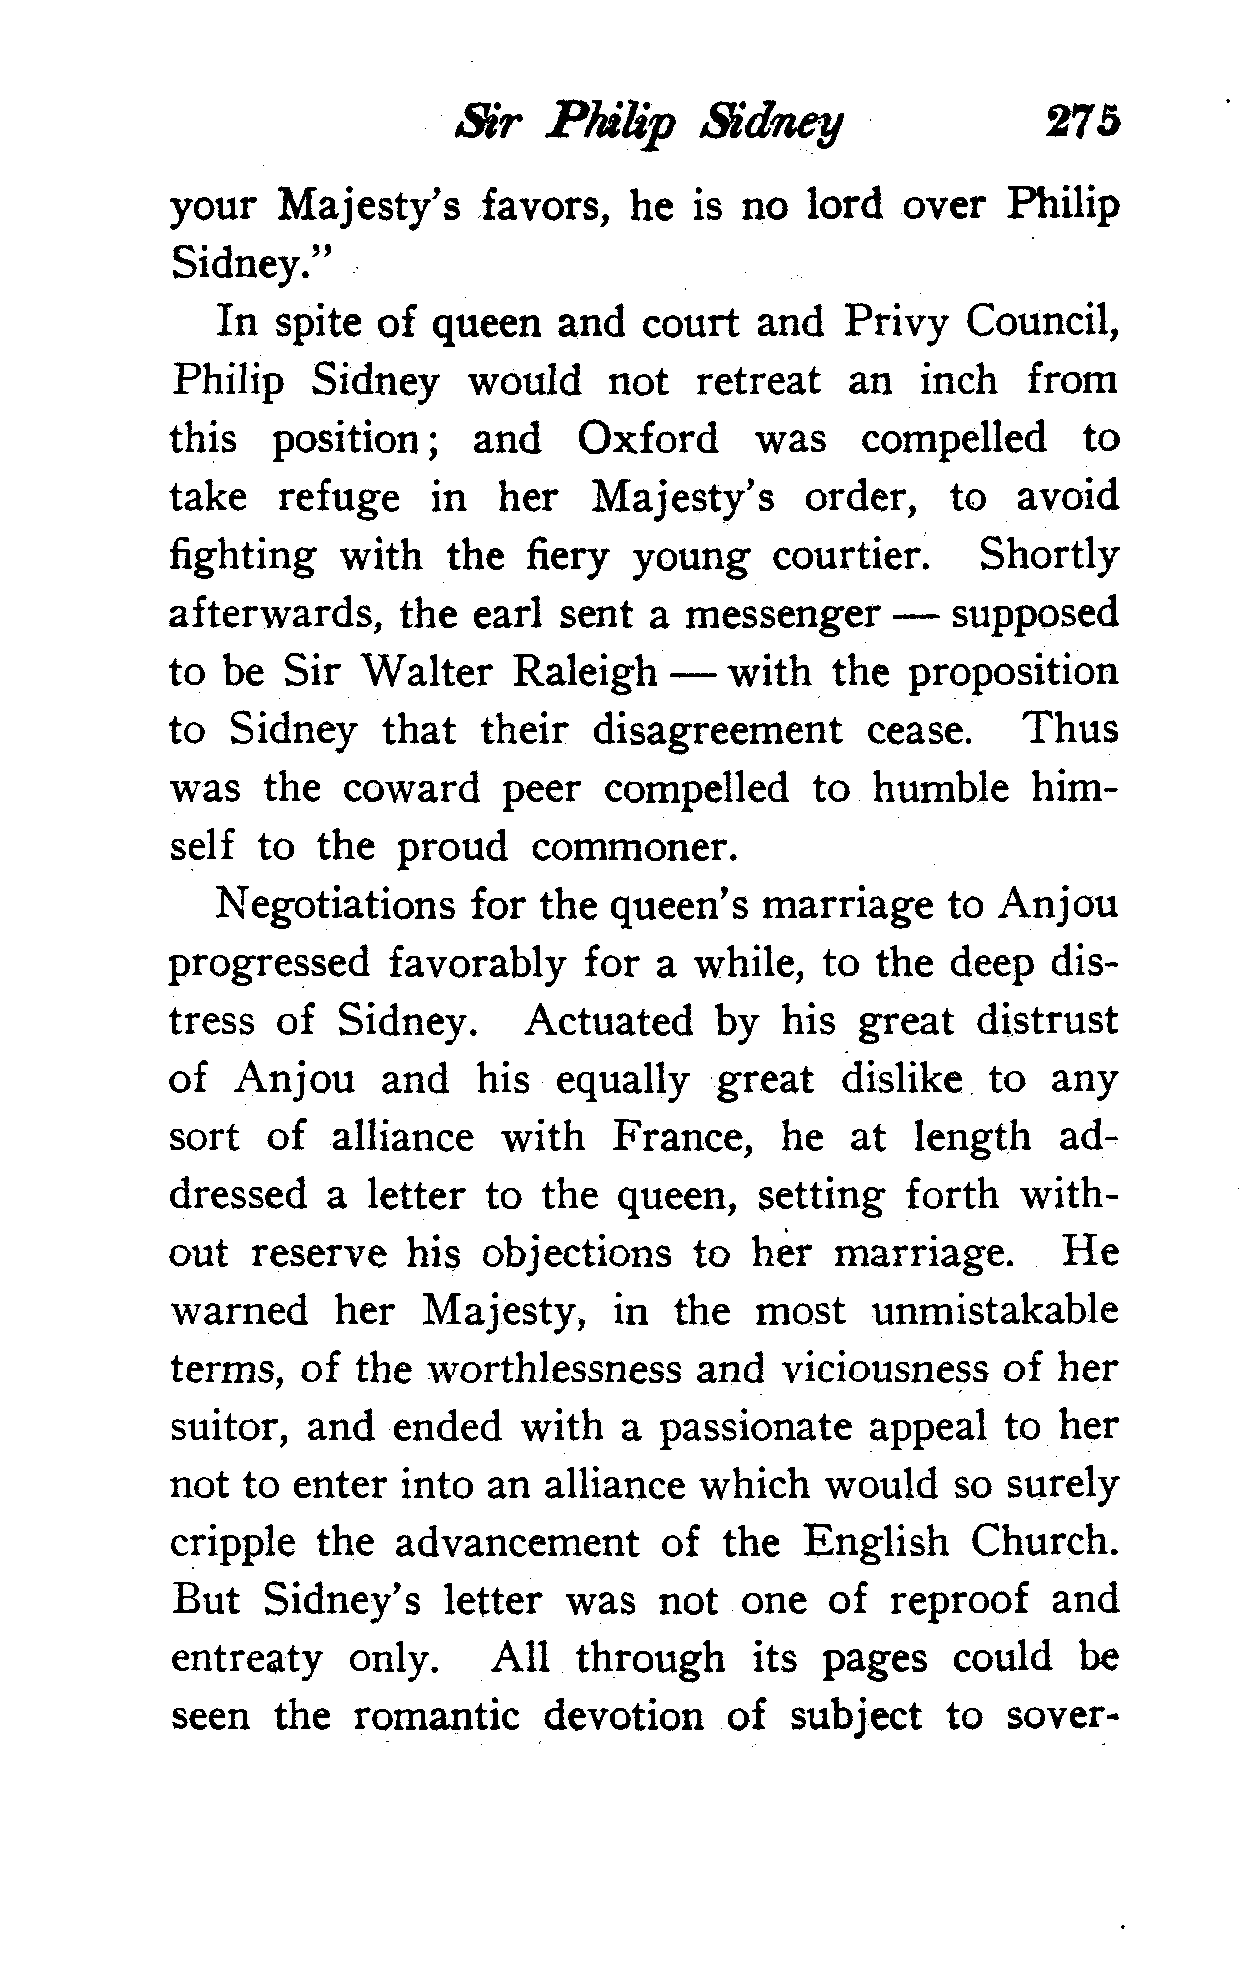 Sir Philip Sidney 275
your Majesty's favors, he is no lord over Philip
Sidney."
In spite of queen and court and Privy Council,
Philip Sidney would not retreat an inch from
this position; and Oxford was compelled to
take refuge in her Majesty's order, to avoid
fighting with the fiery young courtier. Shortly
afterwards, the earl sent a messenger — supposed
to be Sir Walter Raleigh — with the proposition
to Sidney that their disagreement cease. Thus
was the coward peer compelled to humble him-
self to the proud commoner.
Negotiations for the queen's marriage to Anjou
progressed favorably for a while, to the deep dis-
tress of Sidney. Actuated by his great distrust
of Anjou and his equally great dislike to any
sort of alliance with France, he at length ad-
dressed a letter to the queen, setting forth with-
out reserve his objections to her marriage. He
warned her Majesty, in the most unmistakable
terms, of the worthlessness and viciousness of her
suitor, and ended with a passionate appeal to her
not to enter into an alliance which would so surely
cripple the advancement of the English Church.
But Sidney's letter was not one of reproof and
entreaty only. All through its pages could be
seen the romantic devotion of subject to sover-